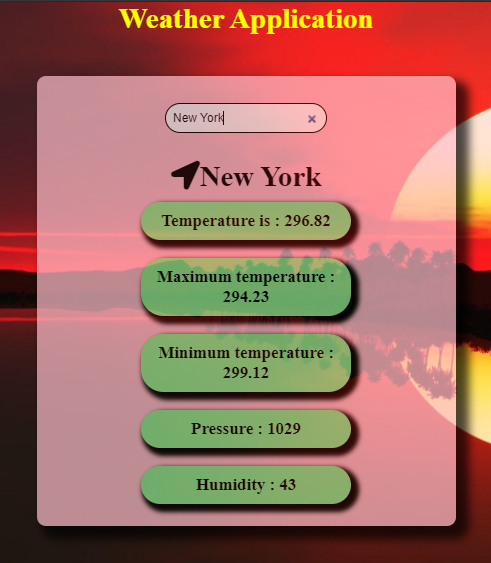 Weather Application
New York
New York
Temperature is : 296.82
Maximum temperature :
294.23
Minimum temperature :
299.12
Pressure : 1029
Humidity : 43